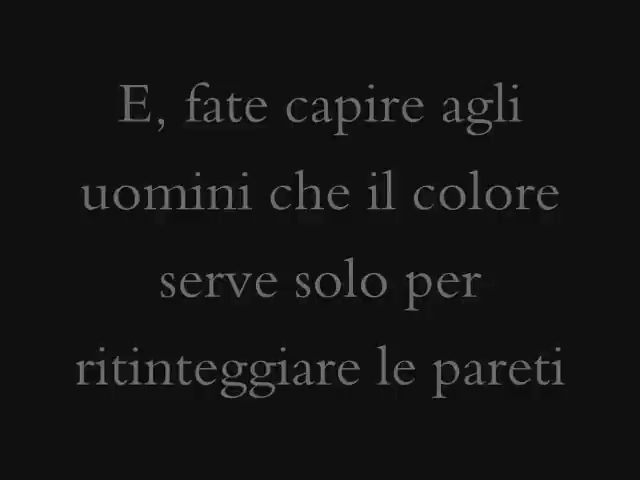 E, fate capire agli
uomini che il colore
serve solo per
ritinteggiare le pareti